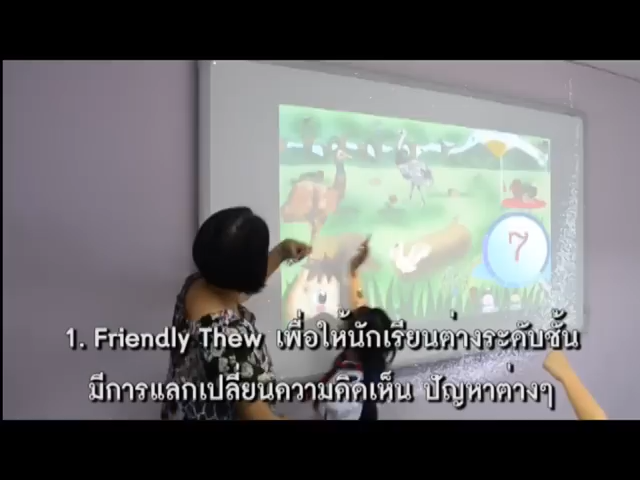 7
1. Friendly Thew เพื่อให้นักเรียนต่างระดับชั้น
มีการแลกเปลี่ยนความคิดเห็น ปัญหาต่างๆ